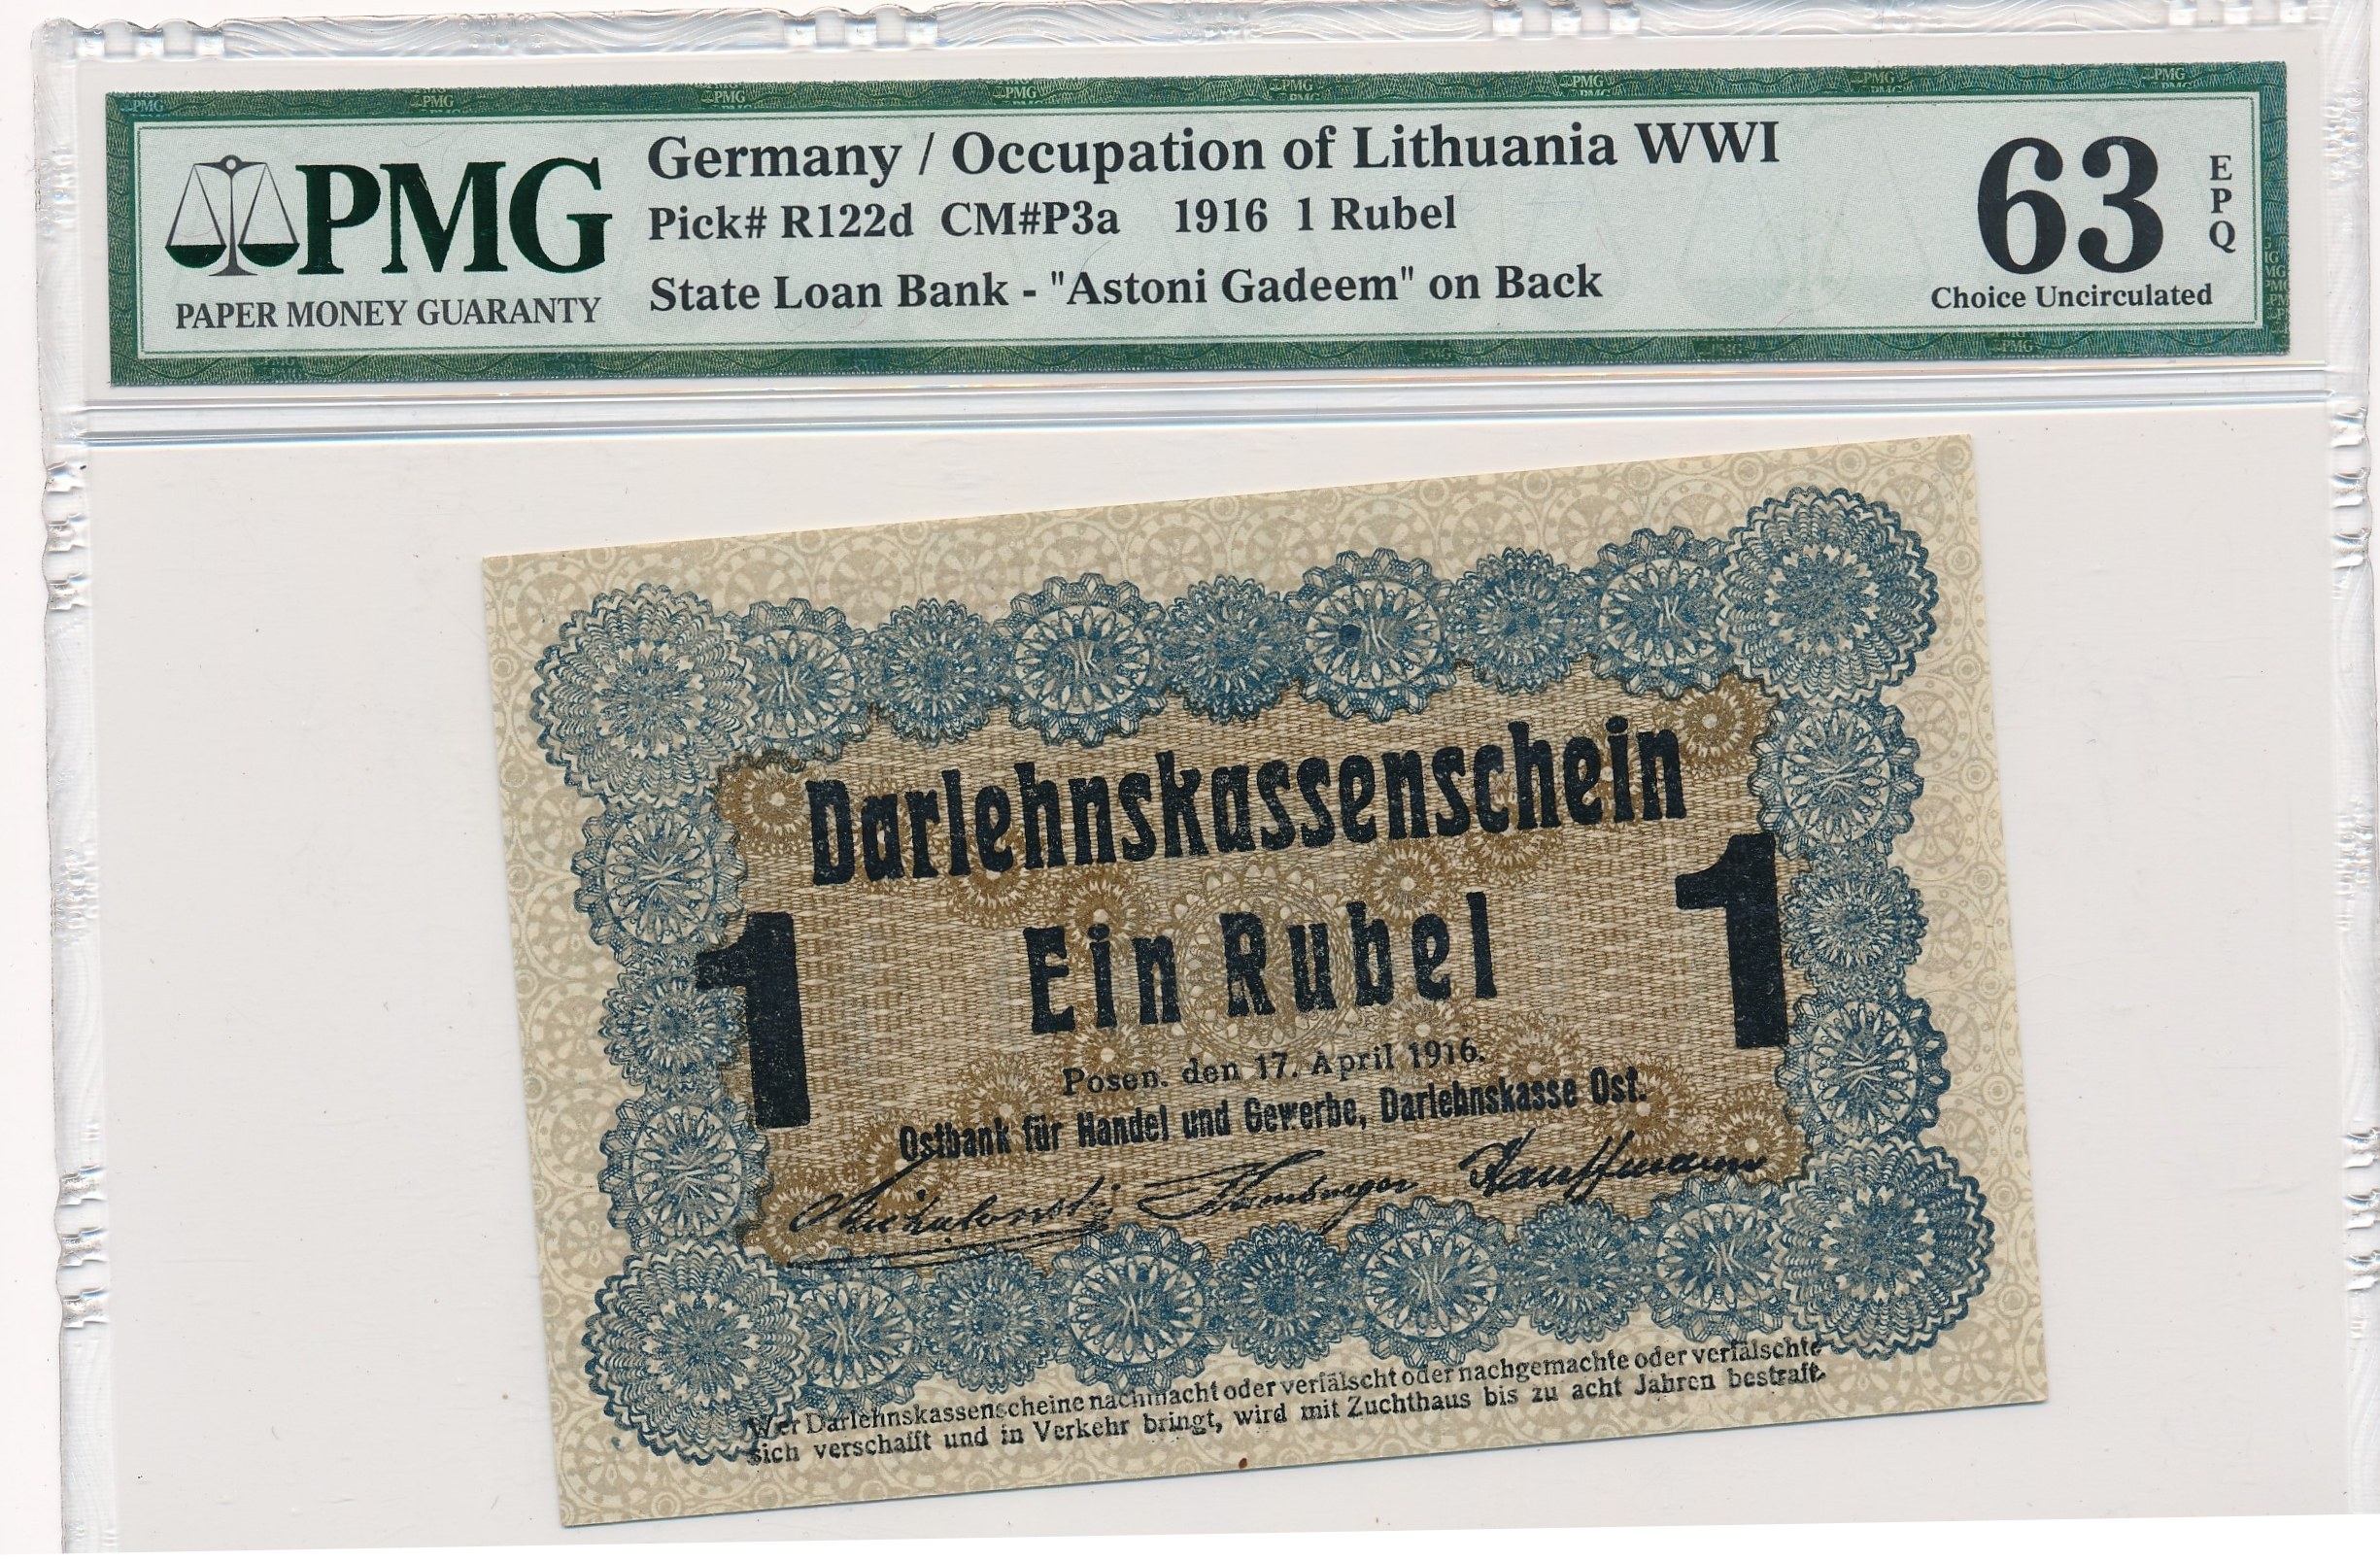 PMG
PAPER MONEY GUARANTY
Germany / Occupation of Lithuania WWI
Pick# R122d CM#P3a 1916 1 Rubel
State Loan Bank - "Astoni Gadeem" on Back
63
EPQ
Choice Uncirculated
Darlehnskassenschein
1 Ein Rubel 1
Posen, den 17. April 1916.
Ostbank für Handel und Gewerbe, Darlehnskasse Ost.
Kauffmann
Wer Darlehnskassenscheine nachmacht oder verfälscht oder nachgemachte oder verfälschte
sich verschafft und in Verkehr bringt, wird mit Zuchthaus bis zu acht Jahren bestraft.